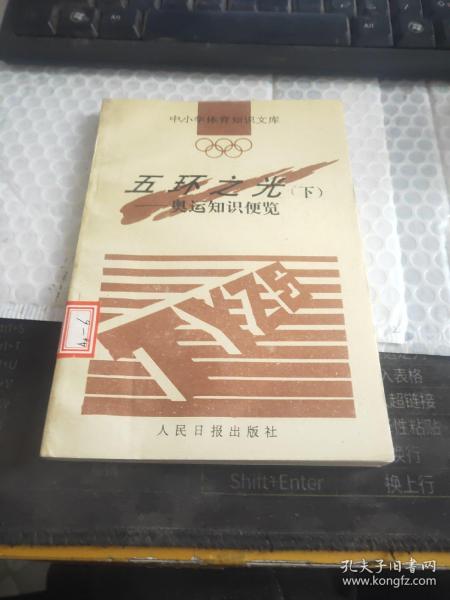 中小学体育知识文库
五环之光(下)
——奥运知识便览
TYZS
人民日报出版社
入表格
超链接
性粘贴
换行
Shift+Enter
换上行
孔夫子旧书网
www.kongfz.com